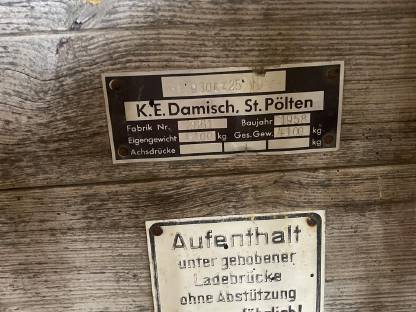 K.E.Damisch, St.Pölten
Fabrik Nr. Baujahr 1958
Eigengewicht kg Ges.Gew. kg
Achsdrücke kg
Aufenthalt
unter gehobener
Ladebrücke
ohne Abstützung